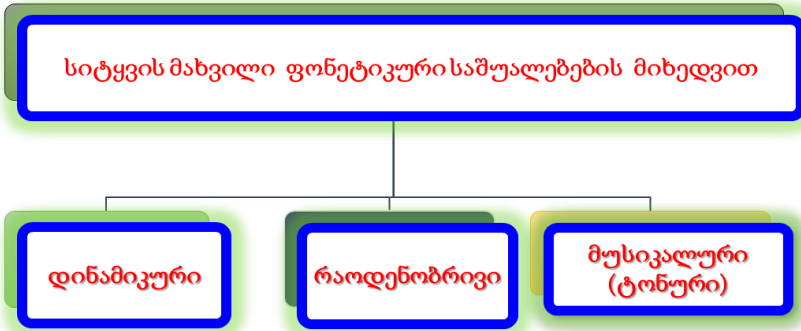 სიტყვის მახვილი ფონეტიკური საშუალებების მიხედვით
დინამიკური
რაოდენობრივი
მუსიკალური
(ტონური)